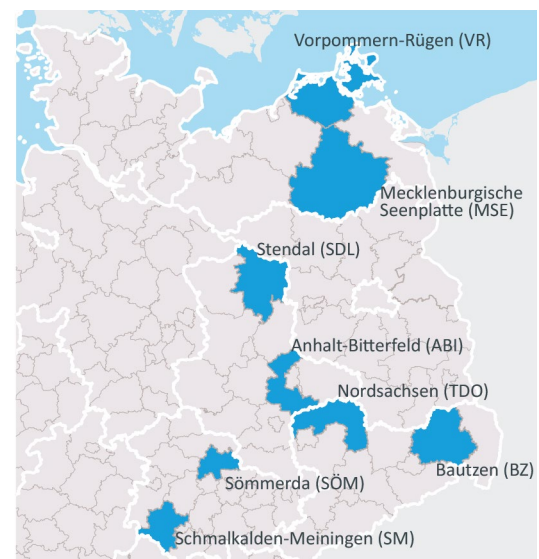 Vorpommern-Rügen (VR)
Mecklenburgische
Seenplatte (MSE)
Stendal (SDL)
Anhalt-Bitterfeld (ABI)
Nordsachsen (TDO)
Bautzen (BZ)
Sömmerda (SÖM)
Schmalkalden-Meiningen (SM)